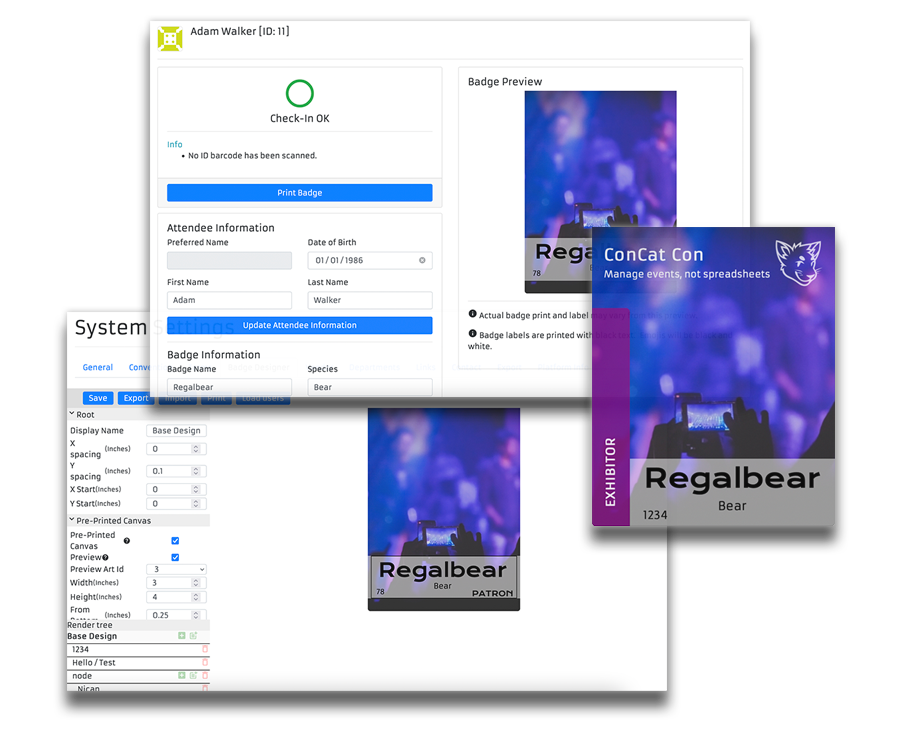 Adam Walker [ID: 11]
Check-In OK
Info
• No ID barcode has been scanned.
Print Badge
Attendee Information
Preferred Name
Date of Birth
01/01/1986
First Name
Last Name
Adam
Walker
Update Attendee Information
Badge Information
Badge Name
Species
Regalbear
Bear
Badge Preview
Rega
78
Actual badge print and label may
Badge labels are printed with
white.
ConCat Con
Manage events, not spreadsheets
EXHIBITOR
Regalbear
Bear
1234
System Settings
General
Conv
Save
Export
Import
Print
Load Users
Root
Display Name
Base Design
X
spacing
(Inches)
0
Y
spacing
(Inches)
0.1
X Start(Inches)
0
Y Start(Inches)
0
Pre-Printed Canvas
Pre-Printed
Canvas
Preview
Preview Art Id
3
Width(Inches)
3
Height(Inches)
4
From
Bottom
(Inches)
0.25
Render tree
Base Design
1234
Hello / Test
node
Nican
Regalbear
Bear
78
PATRON